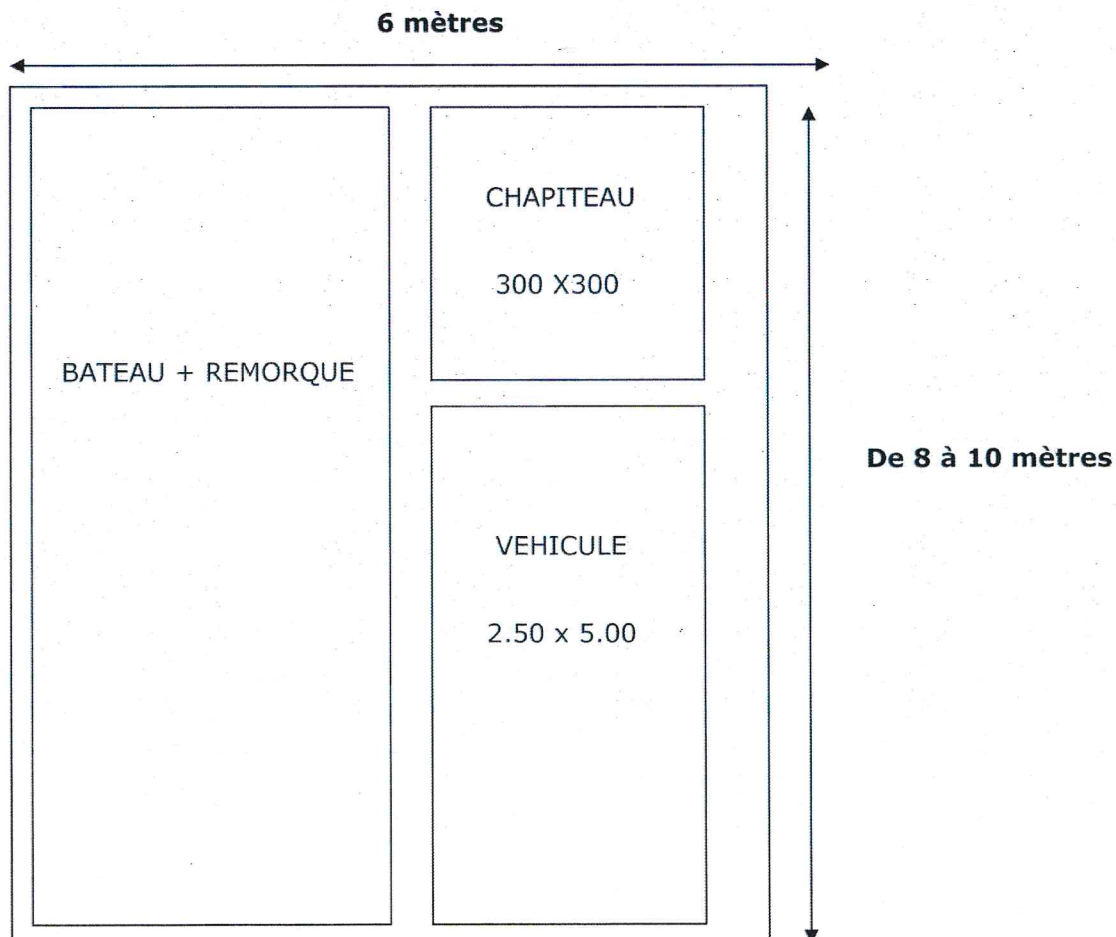 6 mètres
CHAPITEAU
300 X300
BATEAU + REMORQUE
De 8 à 10 mètres
VEHICULE
2.50 x 5.00